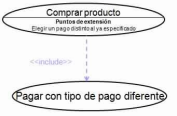 Comprar producto
Puntos de extensión
Elegir un pago distinto al ya especificado
<<include>>
Pagar con tipo de pago diferente